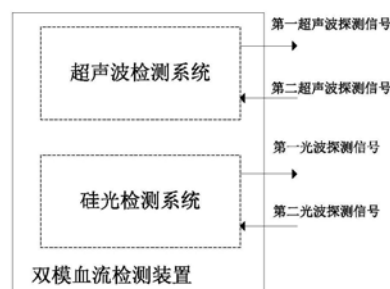 第一超声波探测信号
超声波检测系统
第二超声波探测信号
第一光波探测信号
硅光检测系统
第二光波探测信号
双模血流检测装置